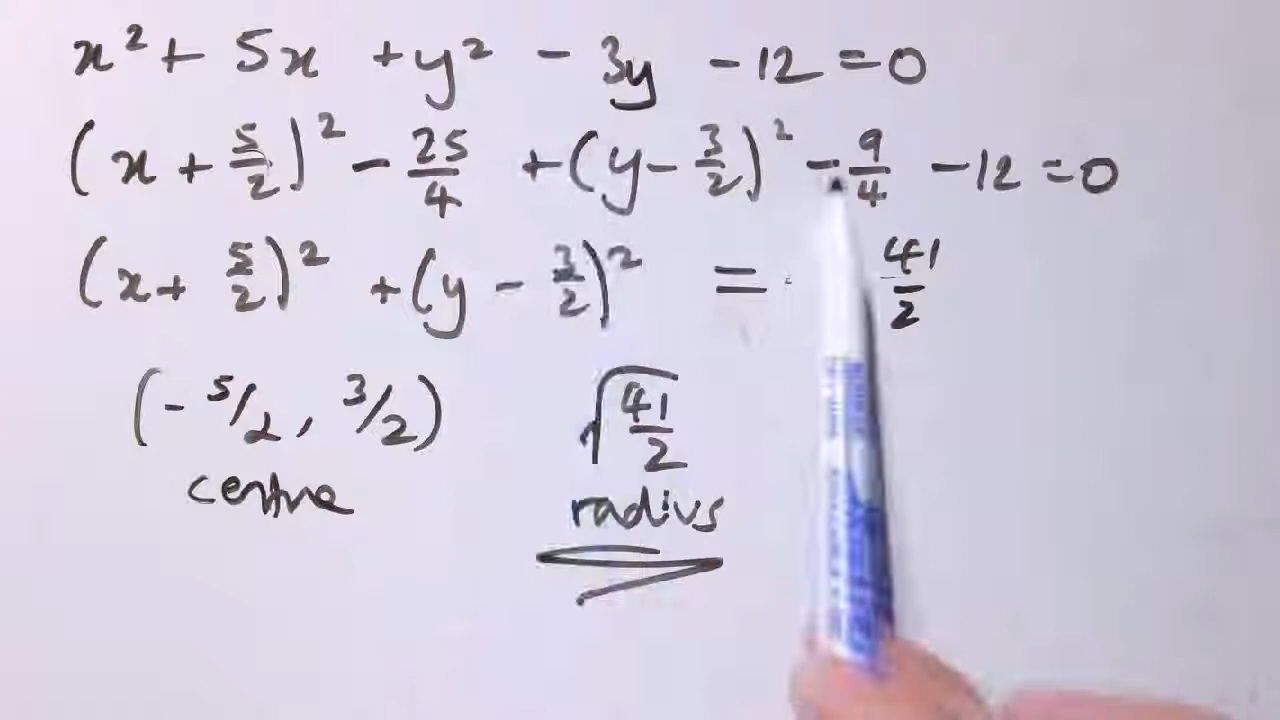 x² + 5x + y² - 3y - 12 = 0
(x + 5/2)² - 25/4 + (y - 3/2)² - 9/4 - 12 = 0
(x + 5/2)² + (y - 3/2)² = 41/2
(- 5/2, 3/2) √41/2
centre radius